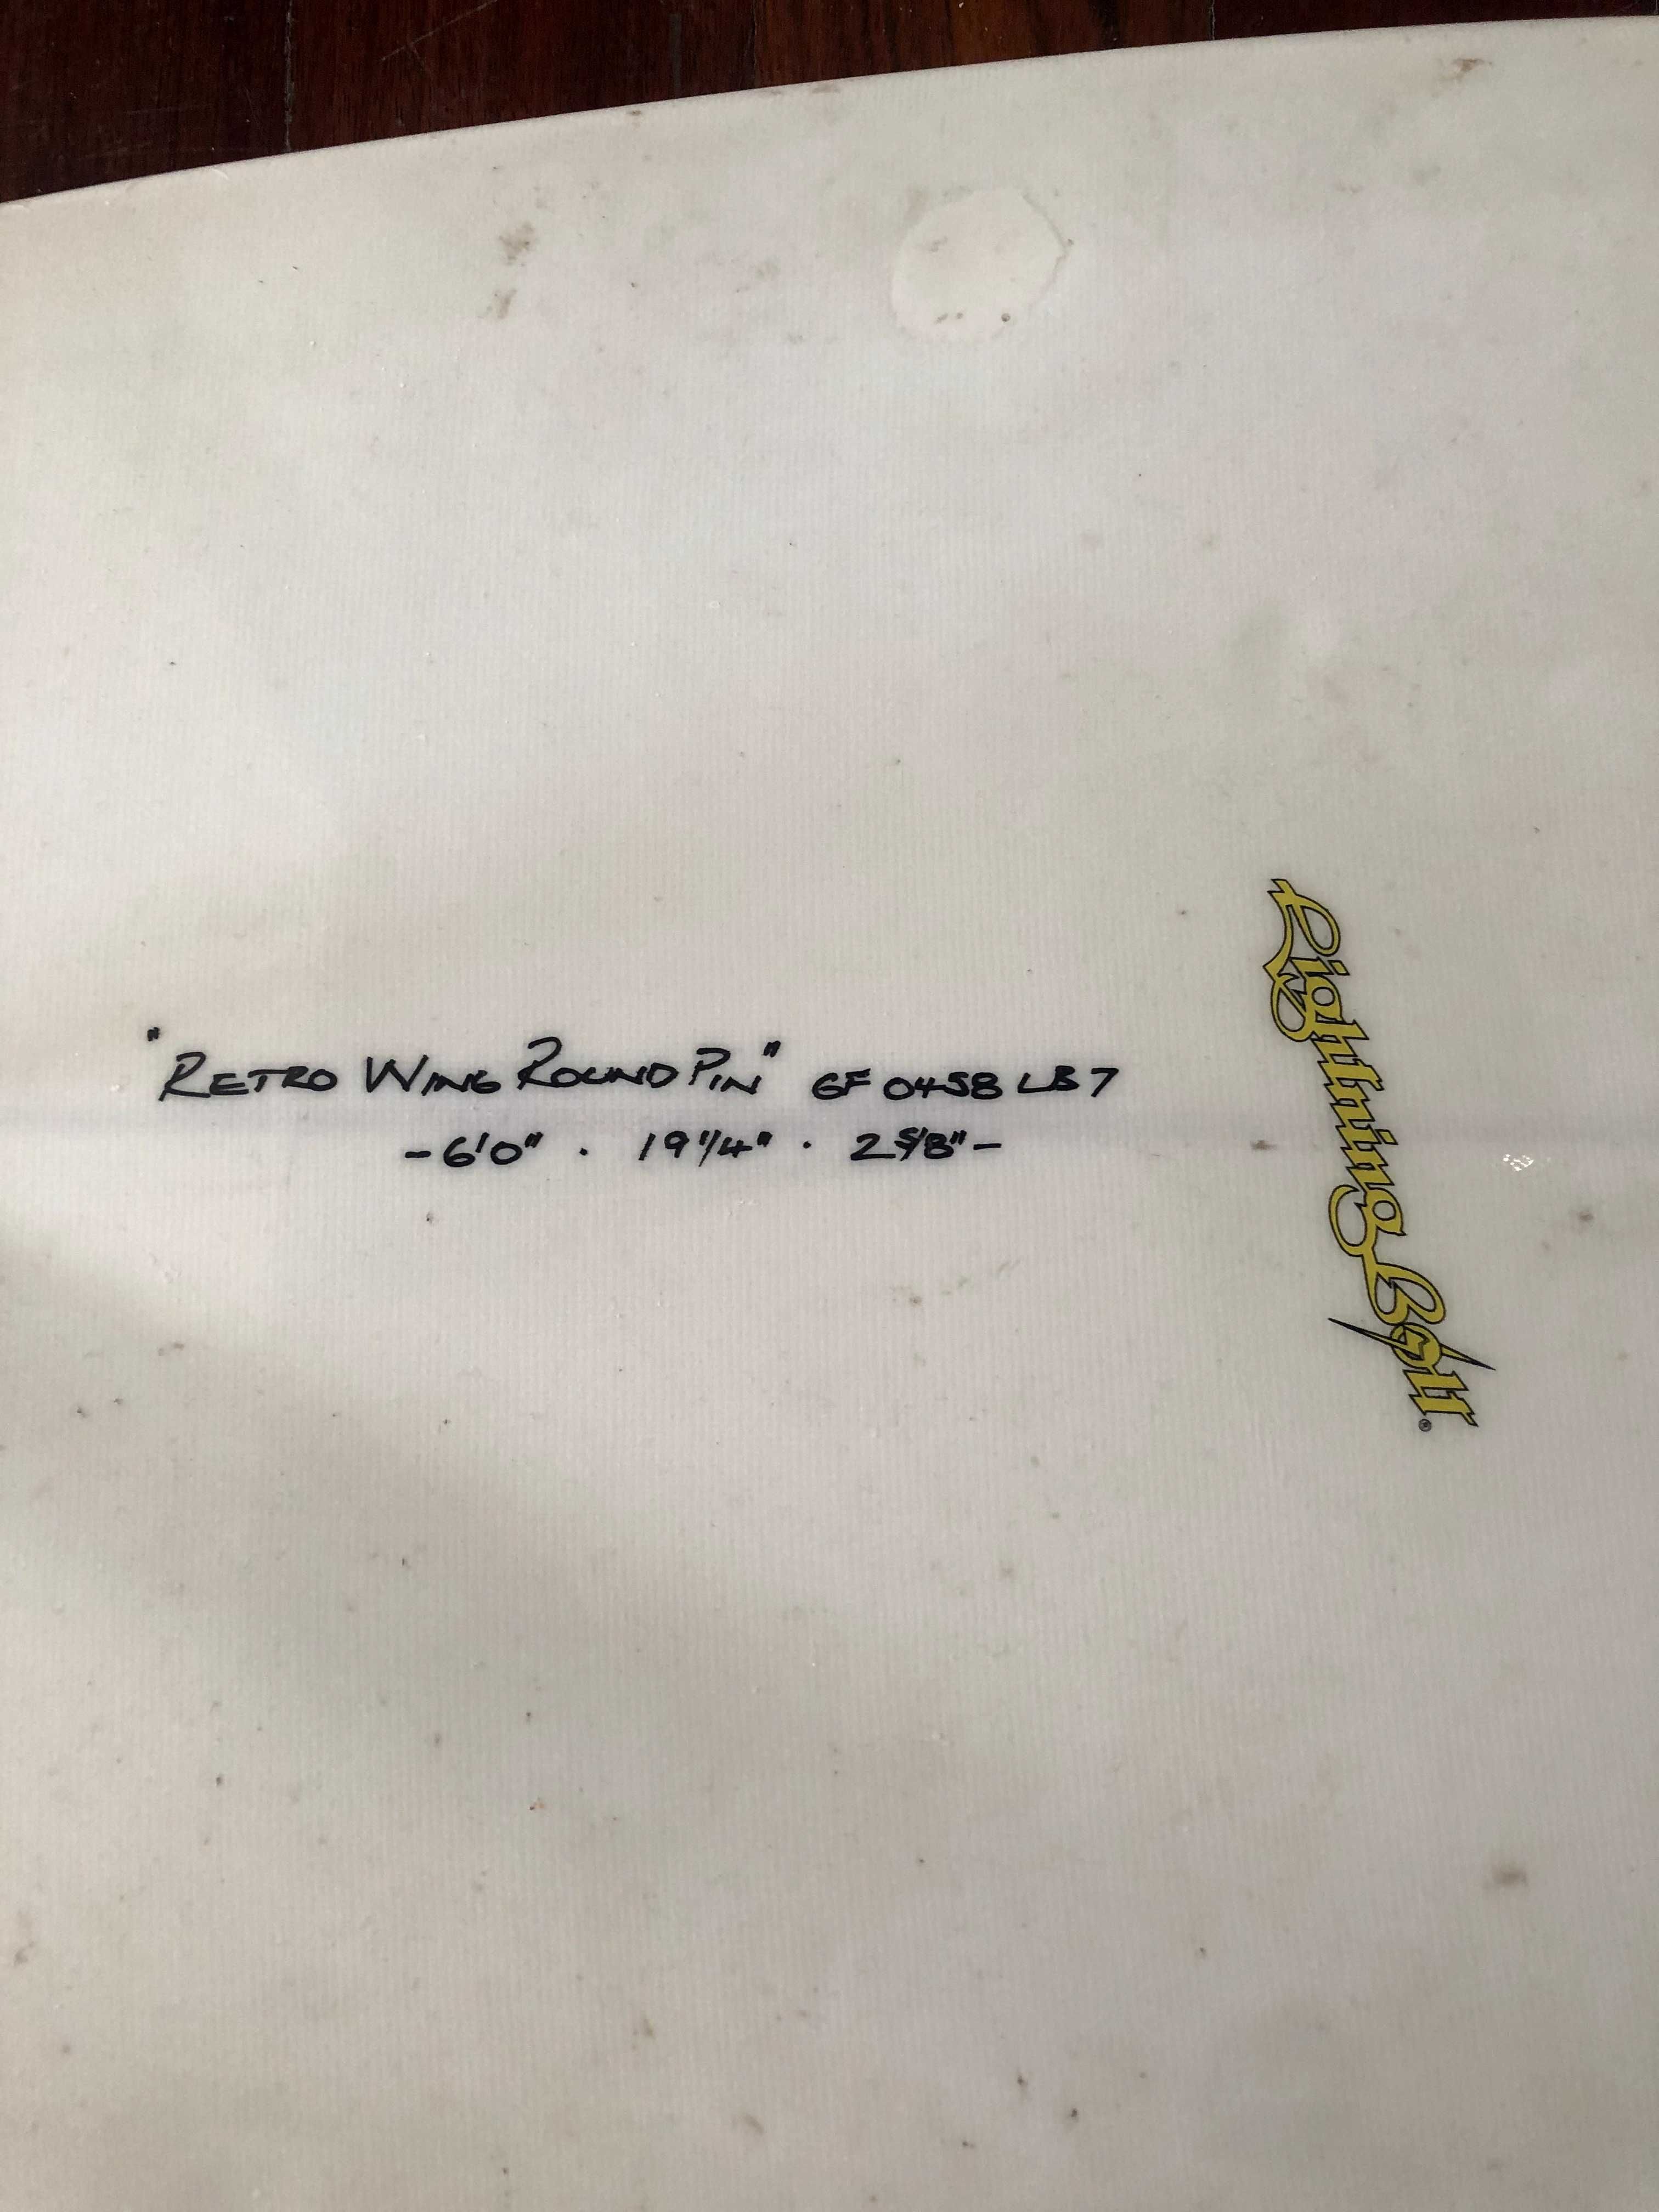 "RETRO WING ROUND PIN" GF 0458 LB7
-6'0" · 19 1/4" · 2 5/8"-
Lightning Bolt®